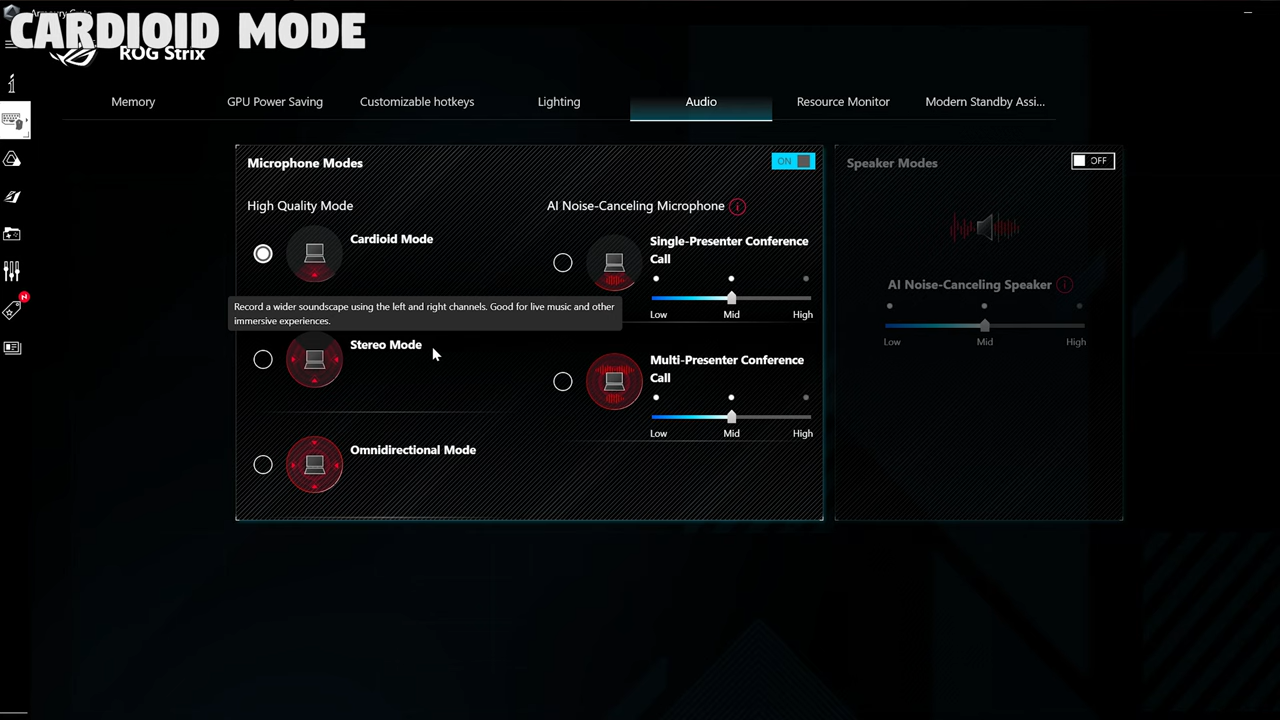 CARDIOID MODE
ROG Strix
Memory
GPU Power Saving
Customizable hotkeys
Lighting
Audio
Resource Monitor
Modern Standby Assi...
Microphone Modes
ON
High Quality Mode
Cardioid Mode
Record a wider soundscape using the left and right channels. Good for live music and other
immersive experiences.
Stereo Mode
Omnidirectional Mode
AI Noise-Canceling Microphone
Single-Presenter Conference
Call
Low Mid High
Multi-Presenter Conference
Call
Low Mid High
Speaker Modes
OFF
AI Noise-Canceling Speaker
Low Mid High
N